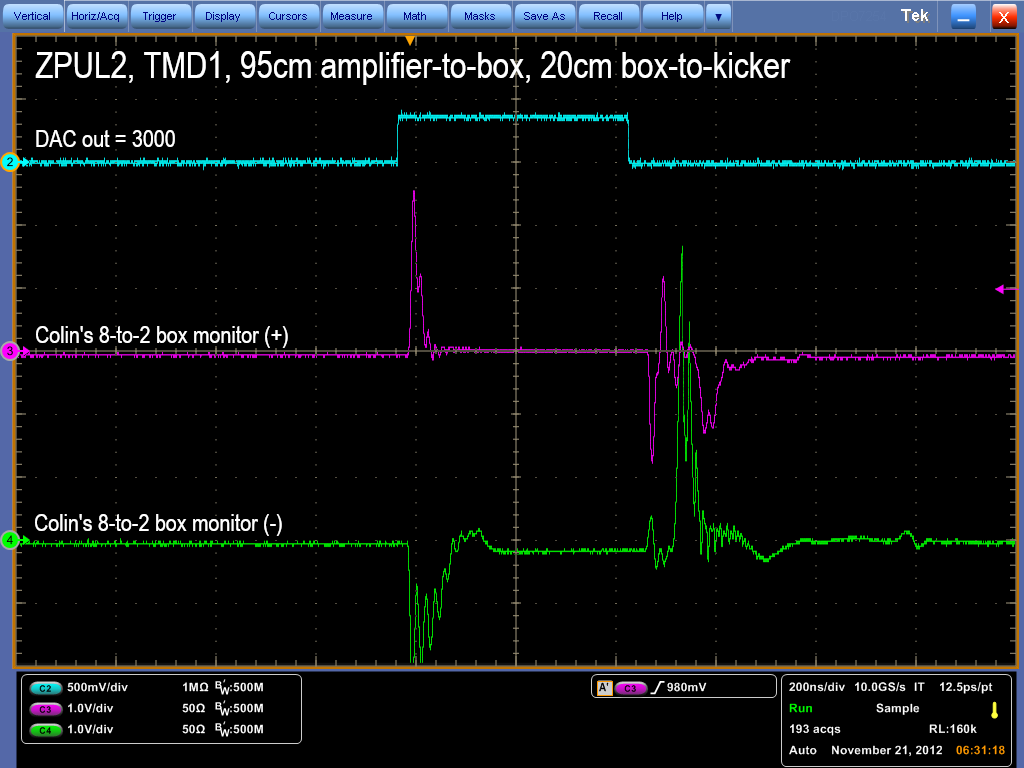 Vertical Horiz/Acq Trigger Display Cursors Measure Math Masks Save As Recall Help Tek X
ZPUL2, TMD1, 95cm amplifier-to-box, 20cm box-to-kicker
DAC out = 3000
2
Colin's 8-to-2 box monitor (+)
3
Colin's 8-to-2 box monitor (-)
4
C2 500mV/div 1MΩ BW:500M
C3 1.0V/div 50Ω BW:500M
C4 1.0V/div 50Ω BW:500M
A' C3 980mV
200ns/div 10.0GS/s IT 12.5ps/pt
Run Sample
193 acqs RL:160k
Auto November 21, 2012 06:31:18